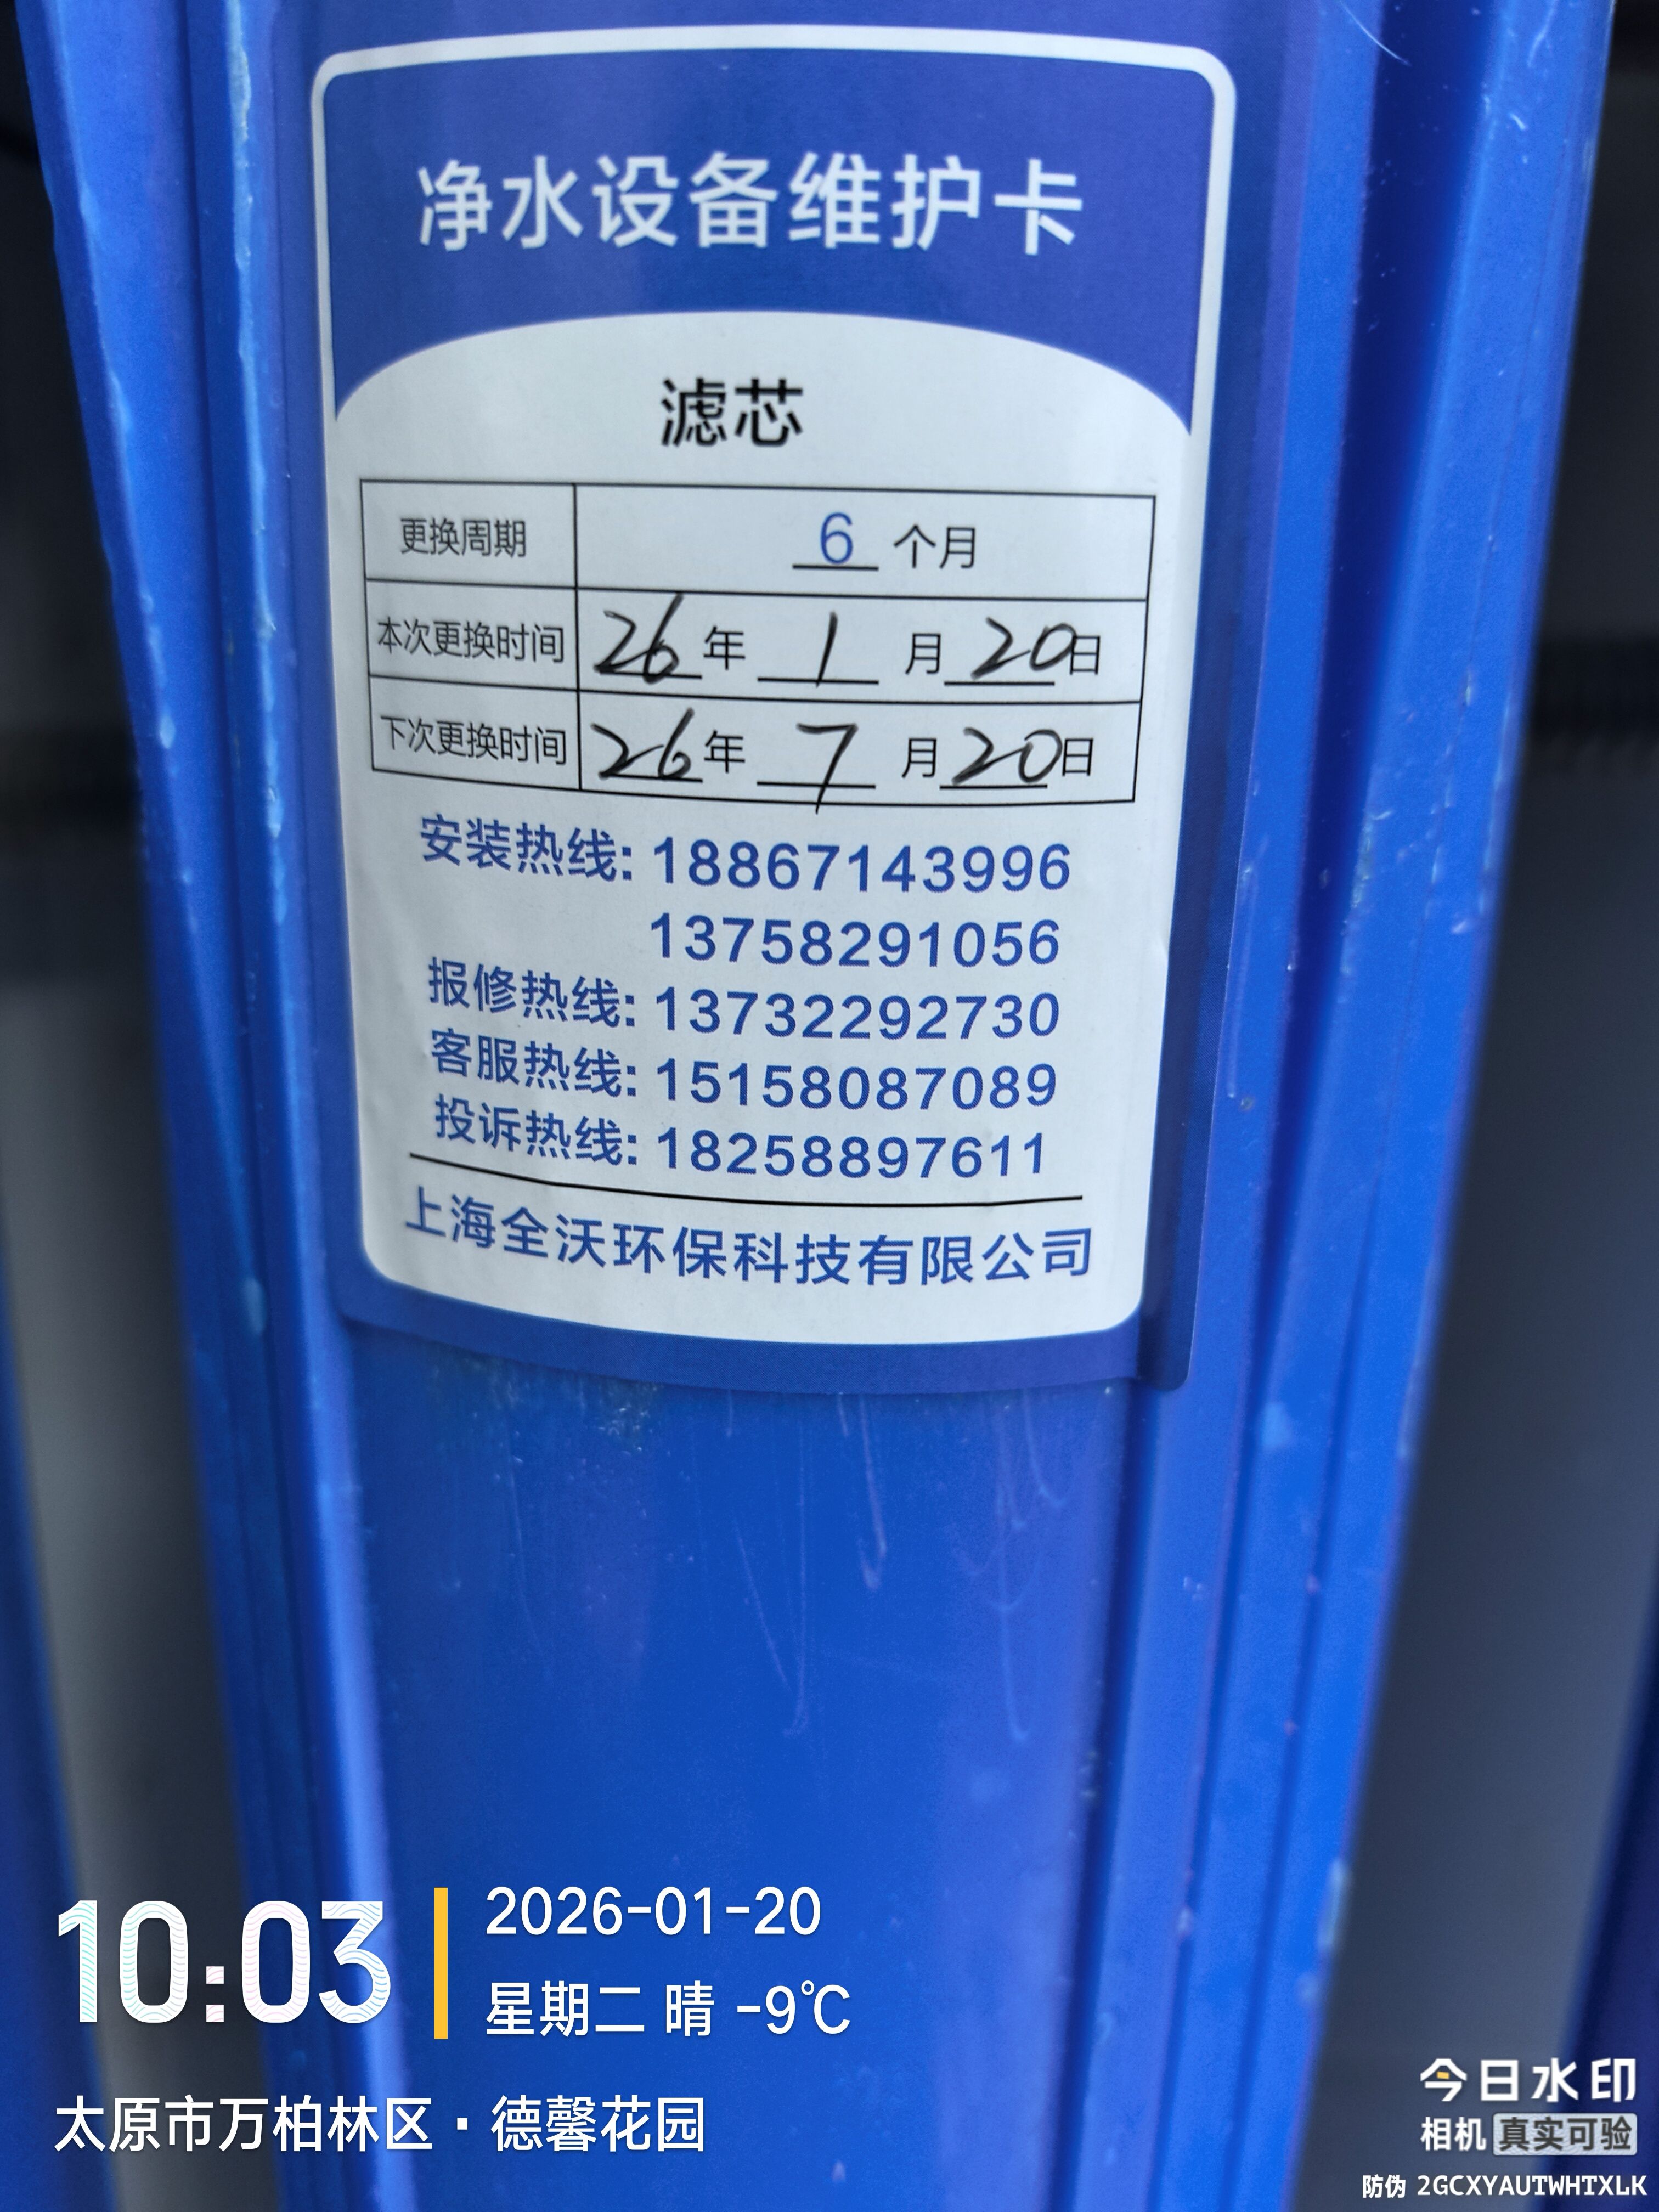 净水设备维护卡
滤芯
更换周期 6 个月
本次更换时间 26 年 1 月 20 日
下次更换时间 26 年 7 月 20 日
安装热线: 18867143996
13758291056
报修热线: 13732292730
客服热线: 15158087089
投诉热线: 18258897611
上海全沃环保科技有限公司
10:03
2026-01-20
星期二 晴 -9℃
太原市万柏林区·德馨花园
今日水印
相机 真实可验
防伪 2GCXYAUTWHTXLK